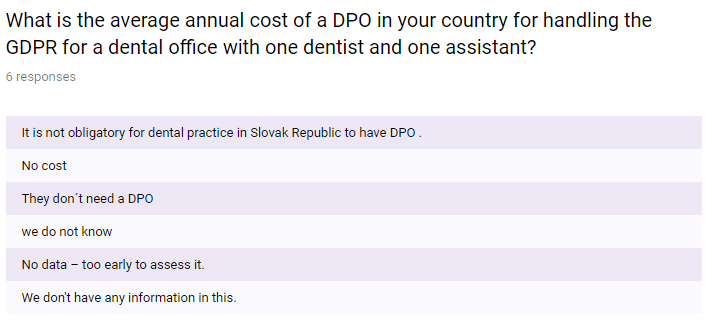 What is the average annual cost of a DPO in your country for handling the
GDPR for a dental office with one dentist and one assistant?
6 responses
It is not obligatory for dental practice in Slovak Republic to have DPO .
No cost
They don´t need a DPO
we do not know
No data – too early to assess it.
We don't have any information in this.